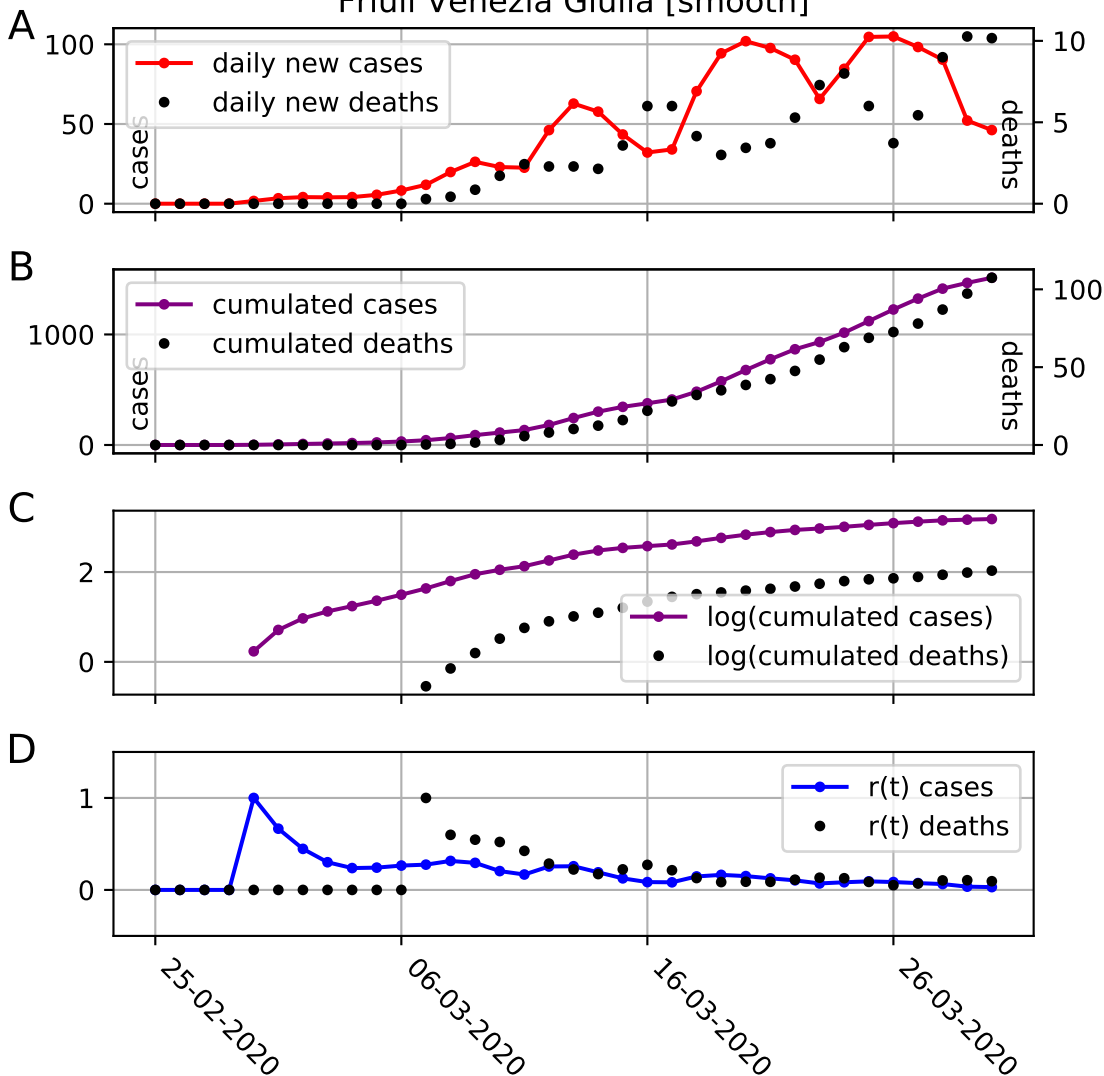 Friuli Venezia Giulia [smooth]
A
100
50
0
daily new cases
daily new deaths
cases
10
5
0
deaths
B
1000
0
cumulated cases
cumulated deaths
cases
100
50
0
deaths
C
2
0
log(cumulated cases)
log(cumulated deaths)
D
1
0
r(t) cases
r(t) deaths
25-02-2020
06-03-2020
16-03-2020
26-03-2020